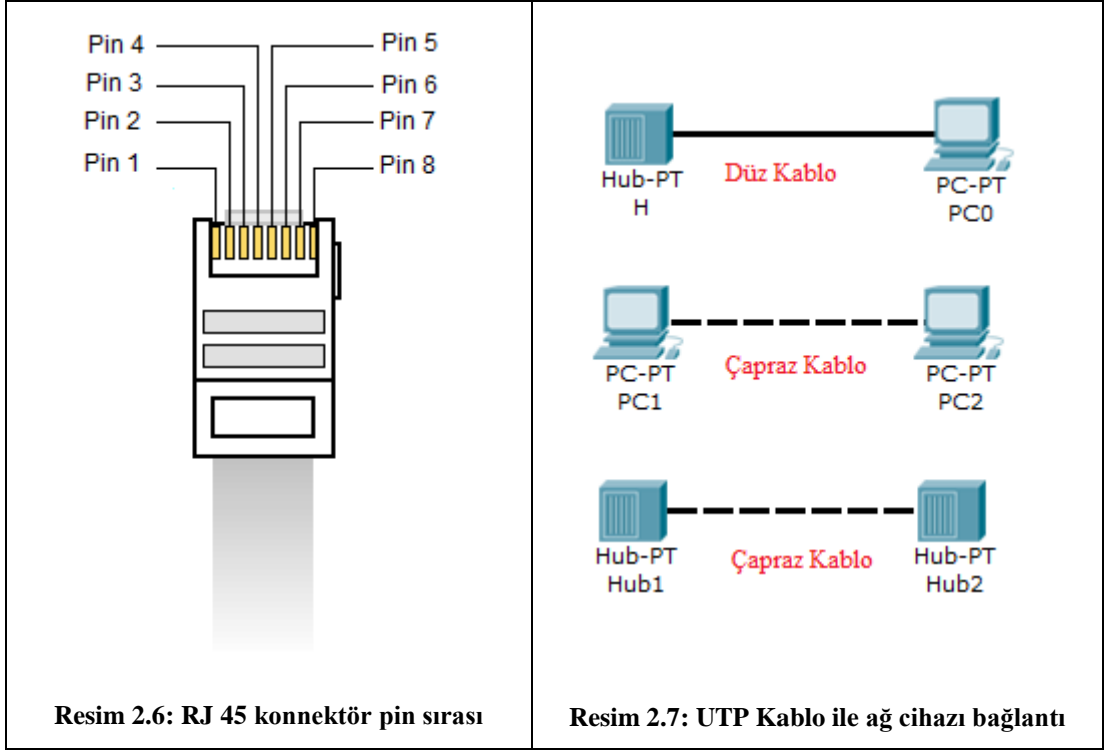 Pin 4
Pin 5
Pin 3
Pin 6
Pin 2
Pin 7
Pin 1
Pin 8
Resim 2.6: RJ 45 konnektör pin sırası
Düz Kablo
Hub-PT
H
PC-PT
PC0
Çapraz Kablo
PC-PT
PC1
PC-PT
PC2
Çapraz Kablo
Hub-PT
Hub1
Hub-PT
Hub2
Resim 2.7: UTP Kablo ile ağ cihazı bağlantı